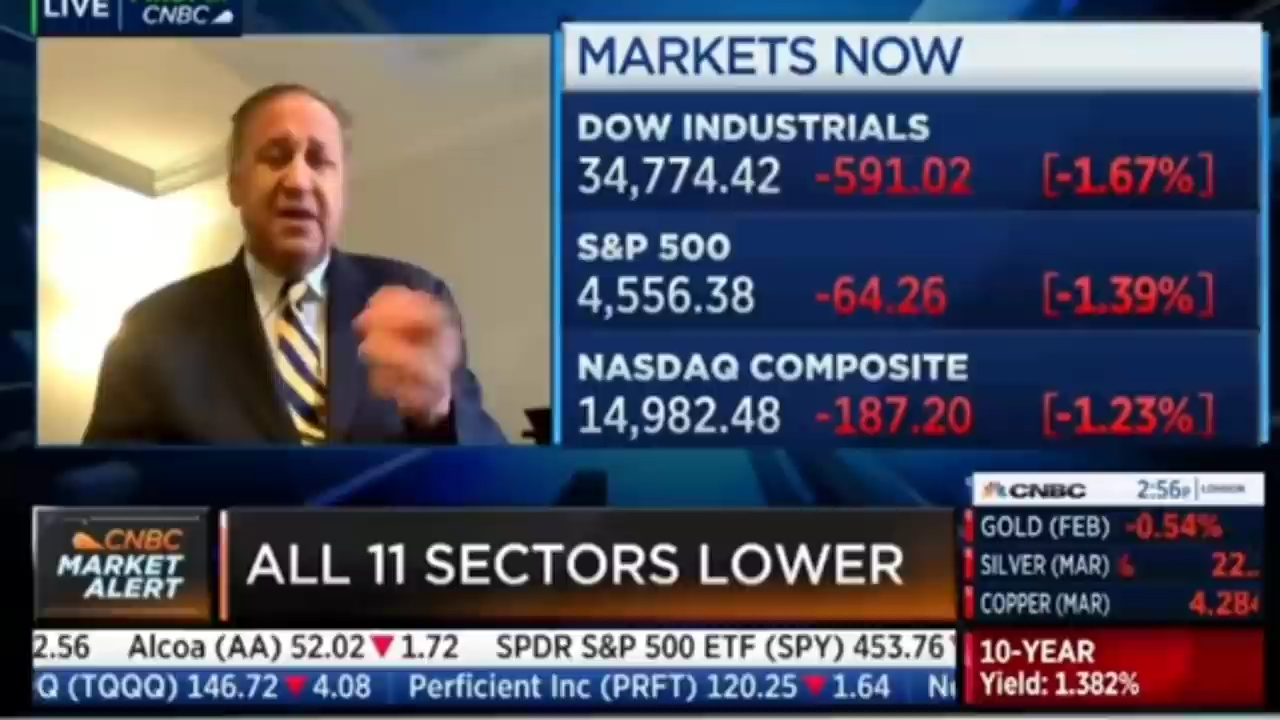 LIVE
CNBC
MARKETS NOW
DOW INDUSTRIALS
34,774.42 -591.02 [-1.67%]
S&P 500
4,556.38 -64.26 [-1.39%]
NASDAQ COMPOSITE
14,982.48 -187.20 [-1.23%]
CNBC 2:56P LONDON
CNBC
MARKET
ALERT
ALL 11 SECTORS LOWER
GOLD (FEB) -0.54%
SILVER (MAR) 22..
COPPER (MAR) 4.284
2.56 Alcoa (AA) 52.02▼1.72 SPDR S&P 500 ETF (SPY) 453.76
Q (TQQQ) 146.72▼4.08 Perficient Inc (PRFT) 120.25▼1.64
10-YEAR
Yield: 1.382%